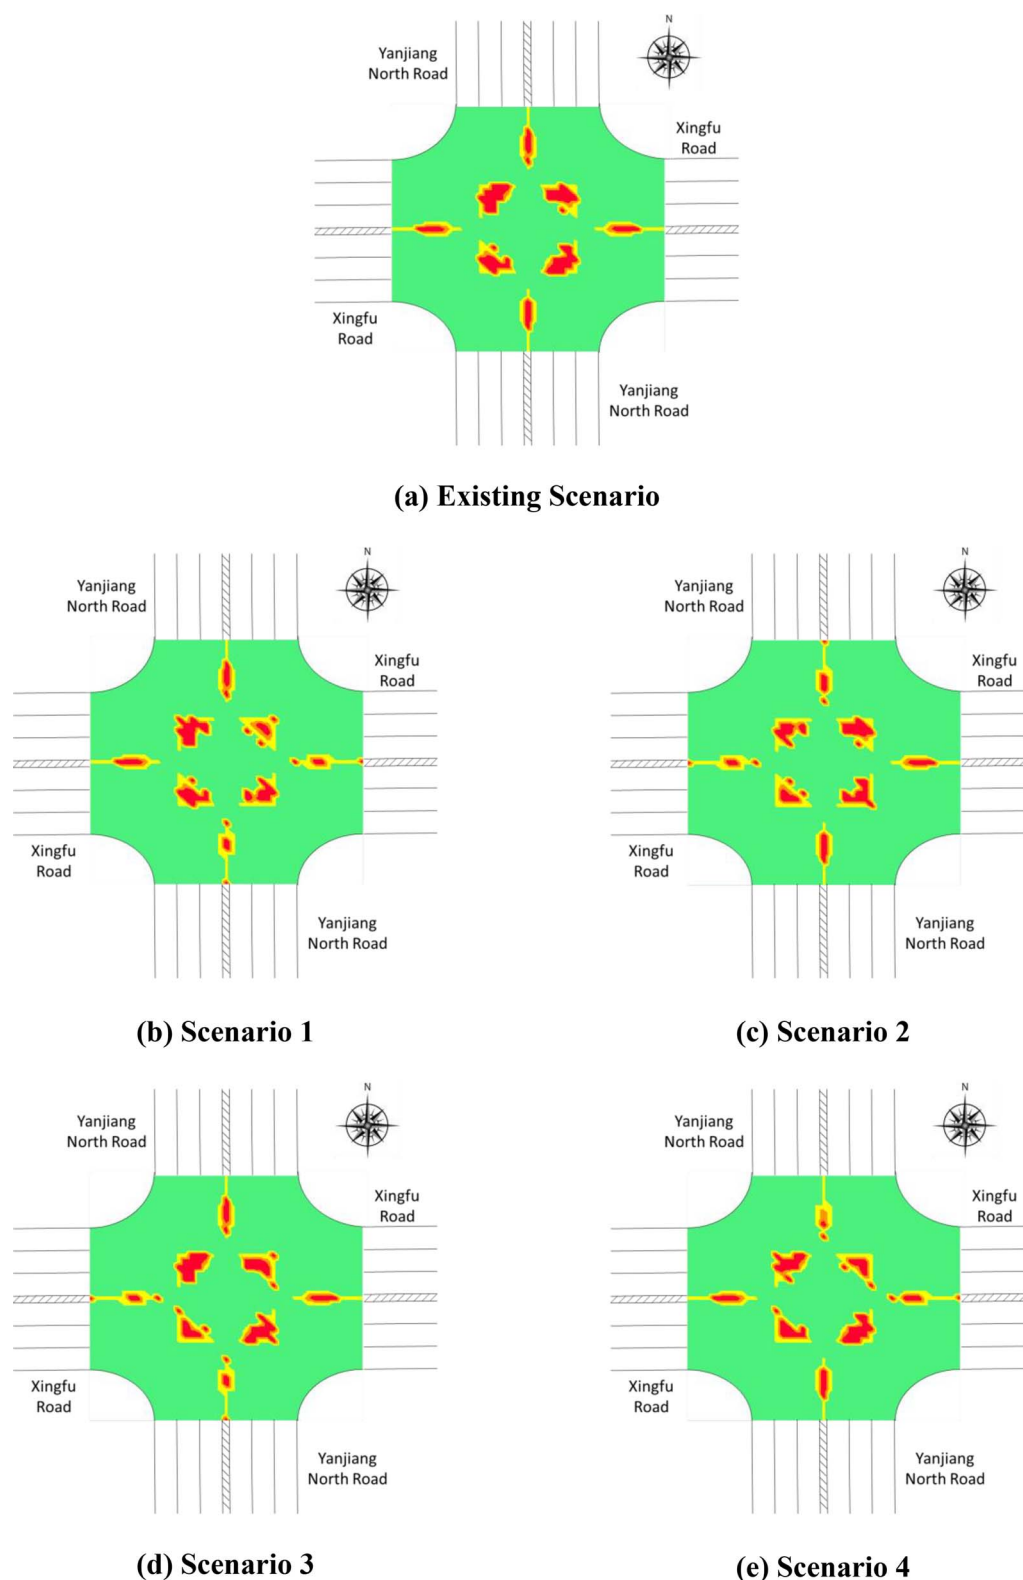 N
Yanjiang
North Road
Xingfu
Road
Xingfu
Road
Yanjiang
North Road
(a) Existing Scenario
N
Yanjiang
North Road
Xingfu
Road
Xingfu
Road
Yanjiang
North Road
(b) Scenario 1
N
Yanjiang
North Road
Xingfu
Road
Xingfu
Road
Yanjiang
North Road
(c) Scenario 2
N
Yanjiang
North Road
Xingfu
Road
Xingfu
Road
Yanjiang
North Road
(d) Scenario 3
N
Yanjiang
North Road
Xingfu
Road
Xingfu
Road
Yanjiang
North Road
(e) Scenario 4